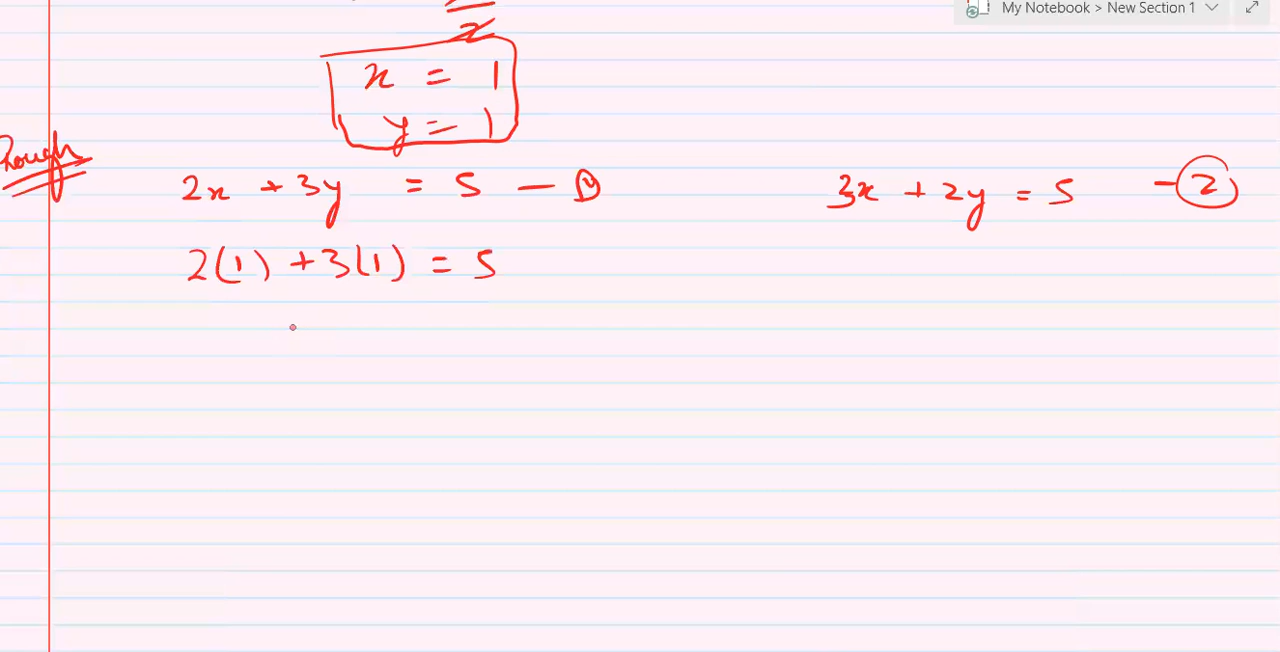 My Notebook > New Section 1
x = 1
y = 1
Rough
2x + 3y = 5 — ①
3x + 2y = 5 - ②
2(1) + 3(1) = 5